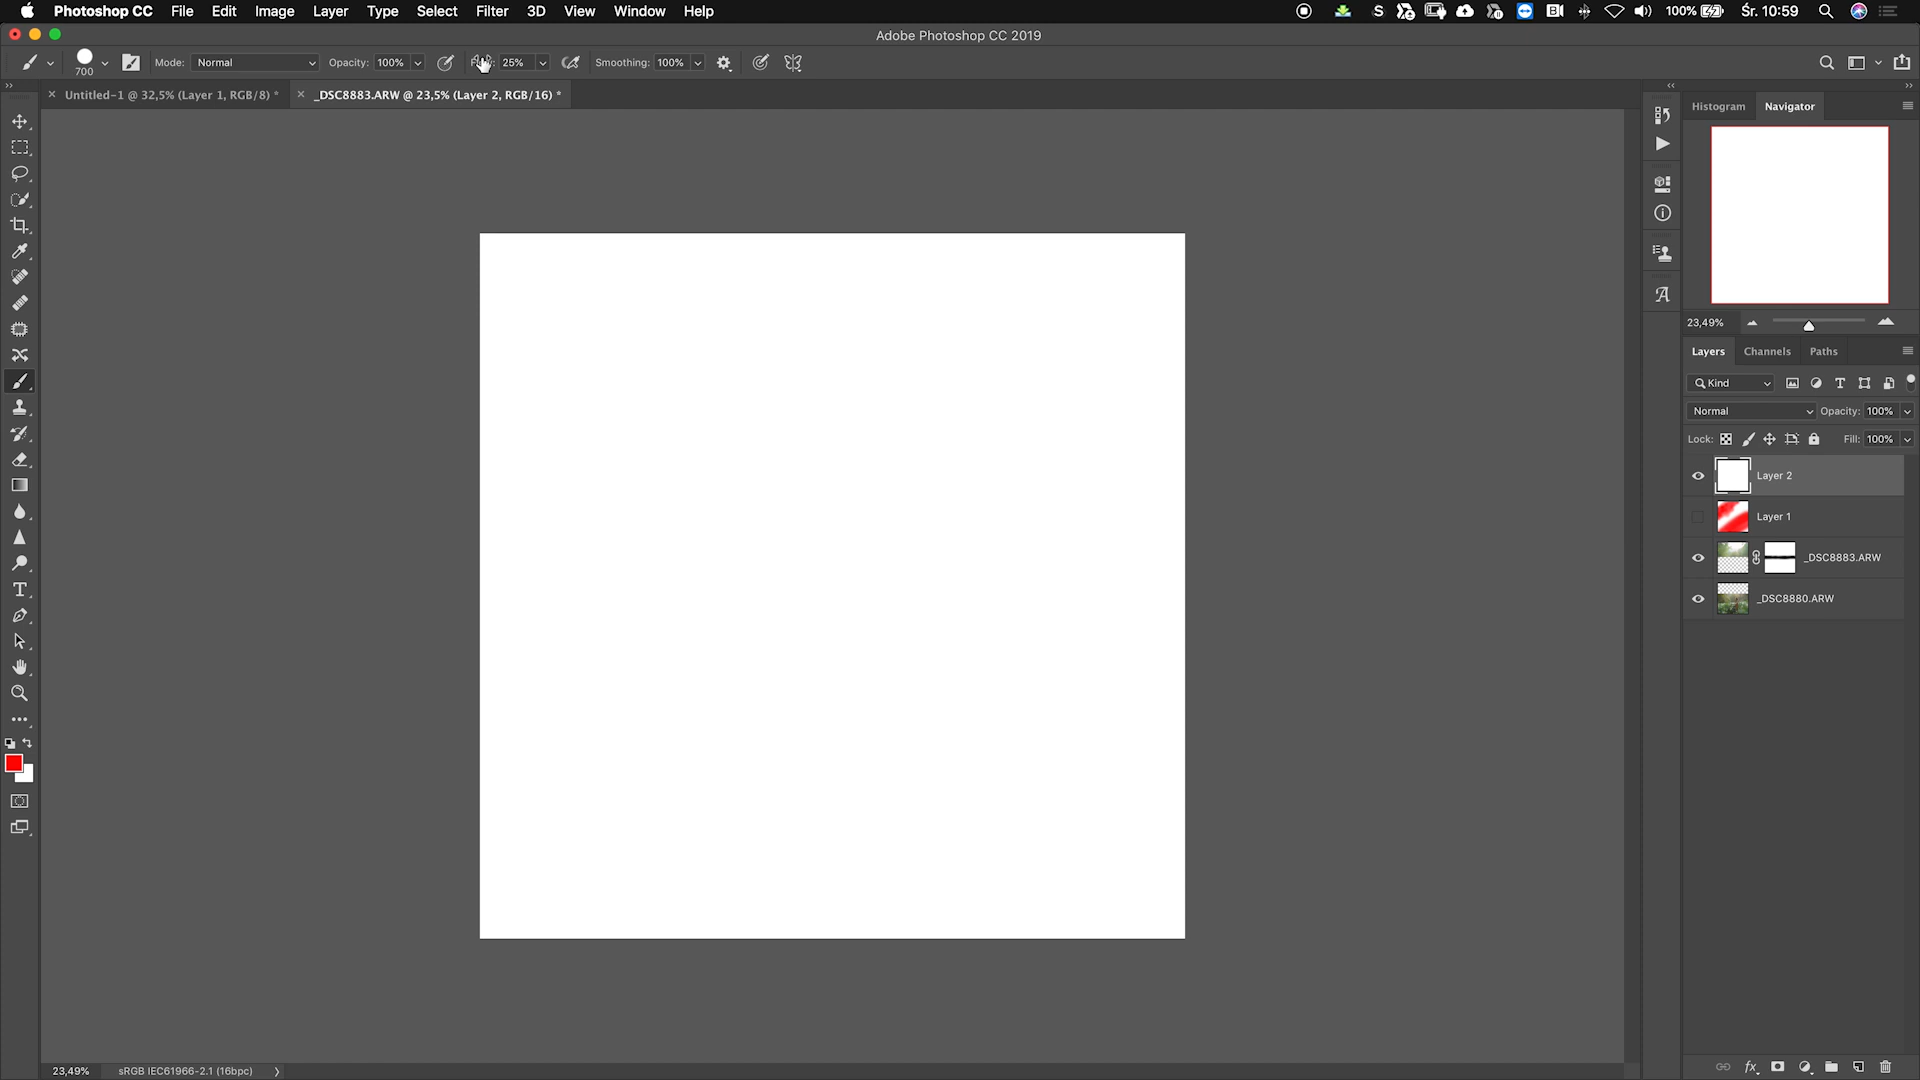 Photoshop CC File Edit Image Layer Type Select Filter 3D View Window Help 100% Śr. 10:59
Adobe Photoshop CC 2019
700 Mode: Normal Opacity: 100% 25% Smoothing: 100%
Untitled-1 @ 32,5% (Layer 1, RGB/8) * _DSC8883.ARW @ 23,5% (Layer 2, RGB/16) *
Histogram Navigator
23,49%
Layers Channels Paths
Kind
Normal Opacity: 100%
Lock: Fill: 100%
Layer 2
Layer 1
_DSC8883.ARW
_DSC8880.ARW
23,49% sRGB IEC61966-2.1 (16bpc)